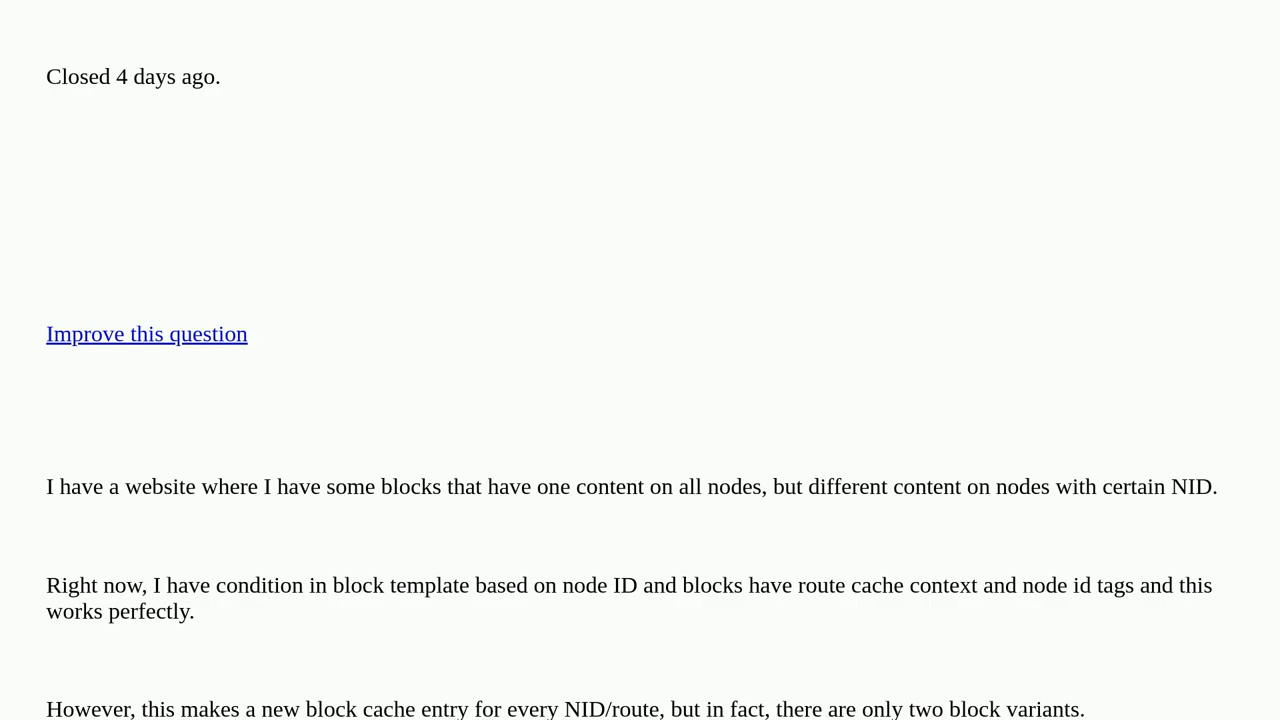 Closed 4 days ago.
Improve this question
I have a website where I have some blocks that have one content on all nodes, but different content on nodes with certain NID.
Right now, I have condition in block template based on node ID and blocks have route cache context and node id tags and this
works perfectly.
However, this makes a new block cache entry for every NID/route, but in fact, there are only two block variants.